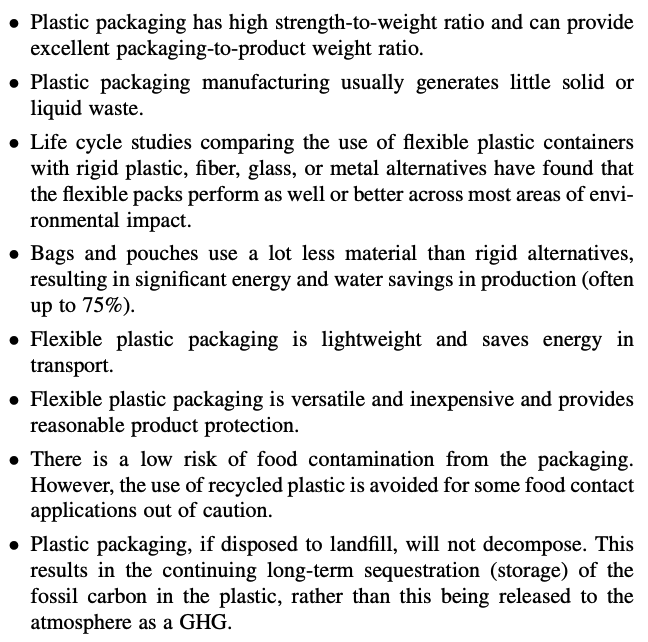 • Plastic packaging has high strength-to-weight ratio and can provide
excellent packaging-to-product weight ratio.
• Plastic packaging manufacturing usually generates little solid or
liquid waste.
• Life cycle studies comparing the use of flexible plastic containers
with rigid plastic, fiber, glass, or metal alternatives have found that
the flexible packs perform as well or better across most areas of envi-
ronmental impact.
• Bags and pouches use a lot less material than rigid alternatives,
resulting in significant energy and water savings in production (often
up to 75%).
• Flexible plastic packaging is lightweight and saves energy in
transport.
• Flexible plastic packaging is versatile and inexpensive and provides
reasonable product protection.
• There is a low risk of food contamination from the packaging.
However, the use of recycled plastic is avoided for some food contact
applications out of caution.
• Plastic packaging, if disposed to landfill, will not decompose. This
results in the continuing long-term sequestration (storage) of the
fossil carbon in the plastic, rather than this being released to the
atmosphere as a GHG.